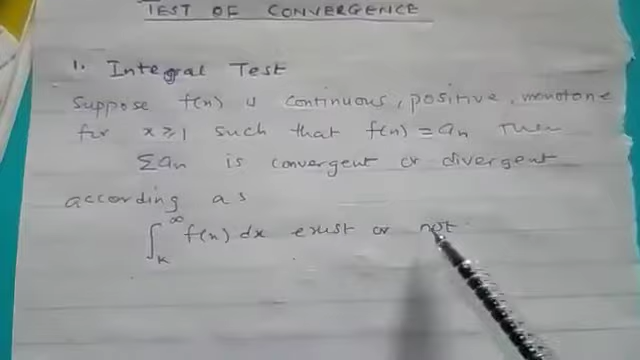 TEST OF CONVERGENCE
1. Integral Test
Suppose f(n) is continuous, positive, monotone
for x≥1 such that f(n) = an Then
∑an is convergent or divergent
according as
∫k∞ f(n) dx exist or not